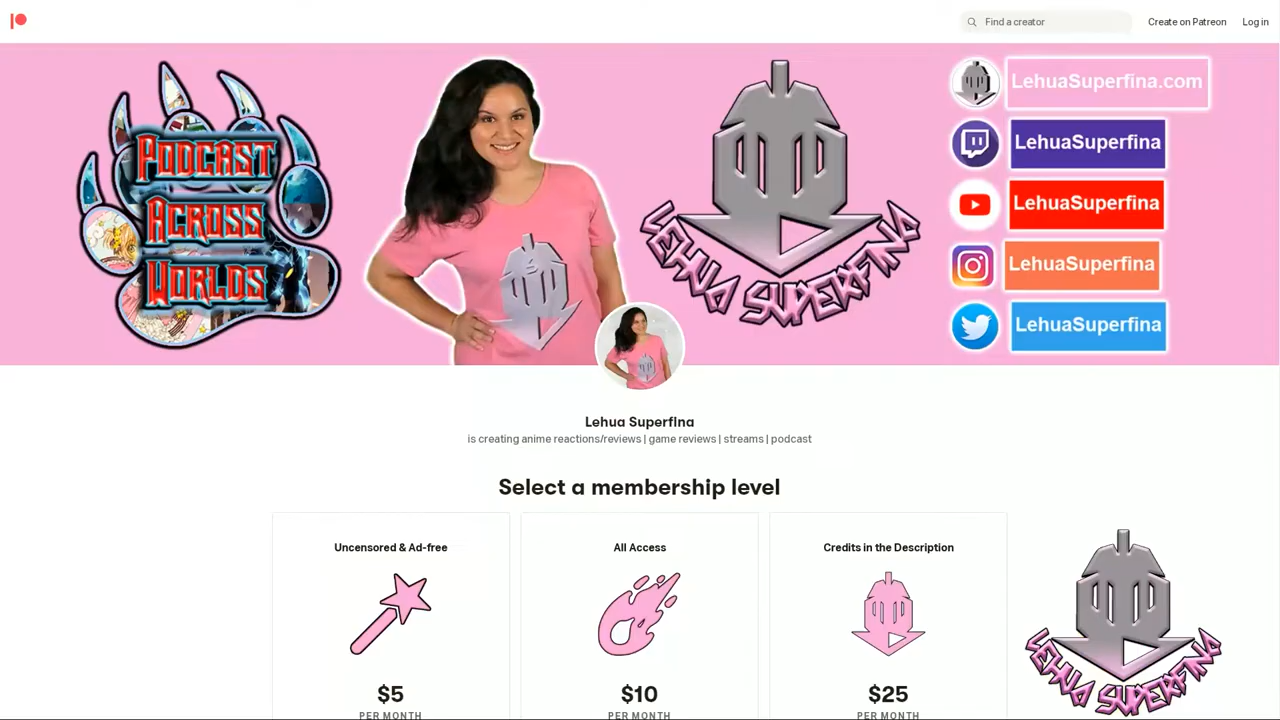 Find a creator
Create on Patreon
Log in
PODCAST
ACROSS
WORLDS
LEHUA SUPERFINA
LehuaSuperfina.com
LehuaSuperfina
LehuaSuperfina
LehuaSuperfina
LehuaSuperfina
Lehua Superfina
is creating anime reactions/reviews | game reviews | streams | podcast
Select a membership level
Uncensored & Ad-free
All Access
Credits in the Description
$5
$10
$25
PER MONTH
PER MONTH
PER MONTH
LEHUA SUPERFINA